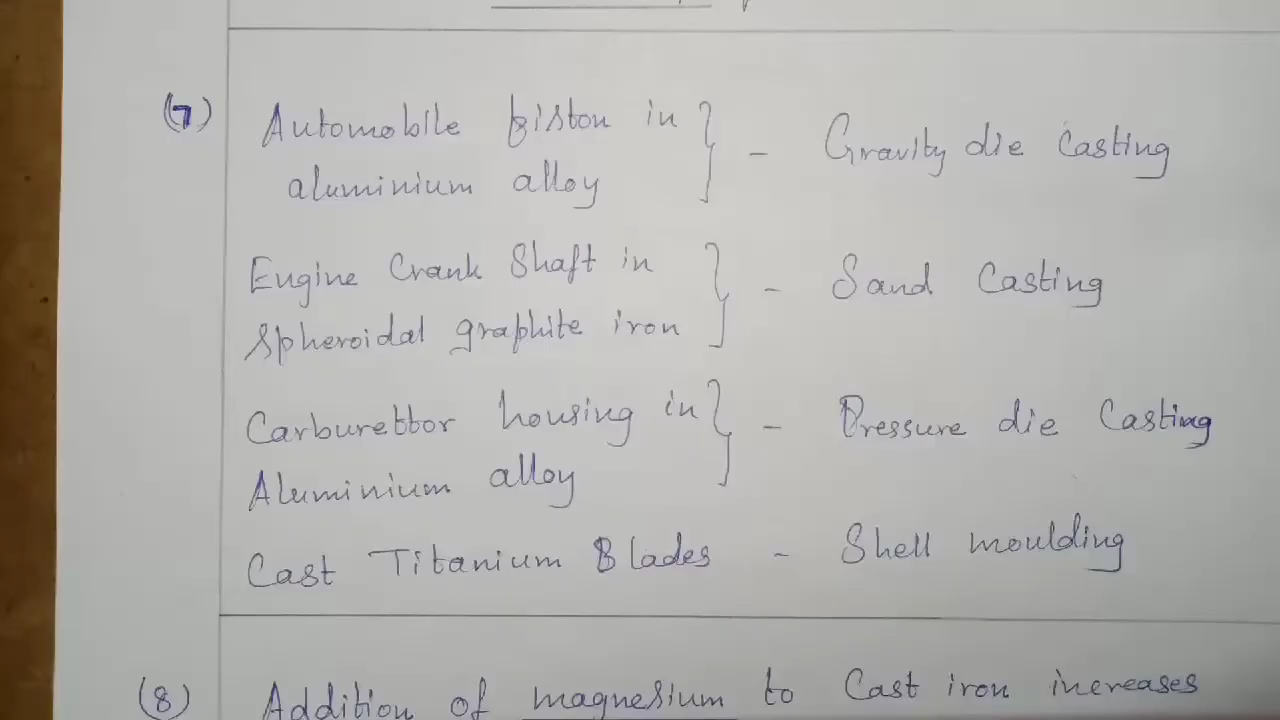 (7) Automobile piston in } - Gravity die casting
aluminium alloy
Engine Crank Shaft in } - Sand Casting
Spheroidal graphite iron
Carburettor housing in } - Pressure die Casting
Aluminium alloy
Cast Titanium Blades - Shell moulding
(8) Addition of magnesium to Cast iron increases